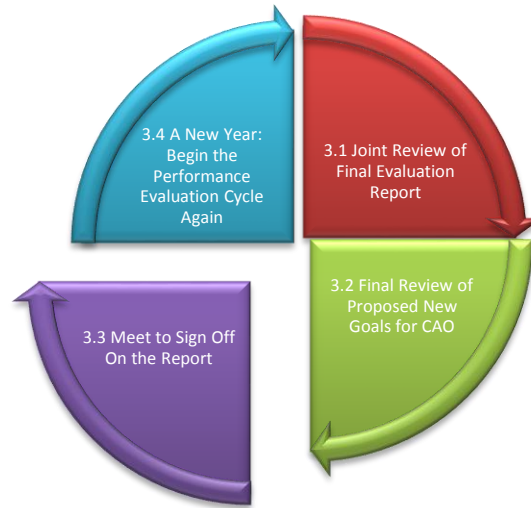 3.4 A New Year:
Begin the
Performance
Evaluation Cycle
Again
3.1 Joint Review of
Final Evaluation
Report
3.2 Final Review of
Proposed New
Goals for CAO
3.3 Meet to Sign Off
On the Report